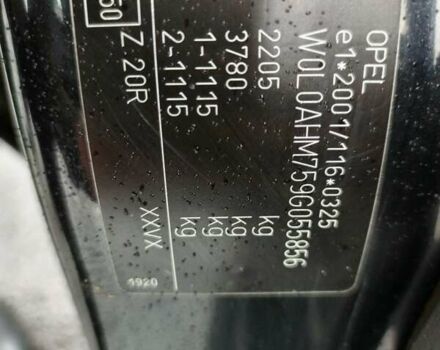 OPEL
e1*2001/116*0325
W0L0AHM759G055856
2205 kg
3780 kg
1-1115 kg
2-1115 kg
Z 20R XXVX
60
1920